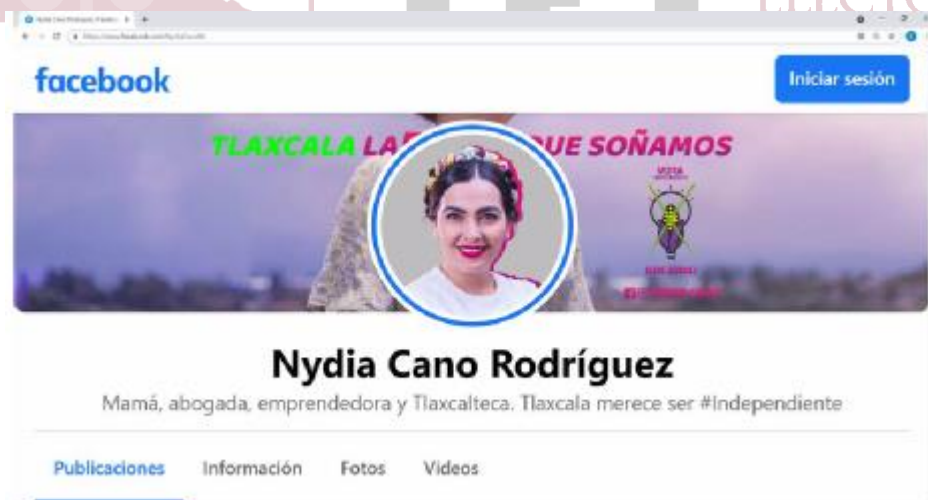 facebook
Iniciar sesión
TLAXCALA LA QUE SOÑAMOS
Nydia Cano Rodríguez
Mamá, abogada, emprendedora y Tlaxcalteca. Tlaxcala merece ser #Independiente
Publicaciones Información Fotos Videos